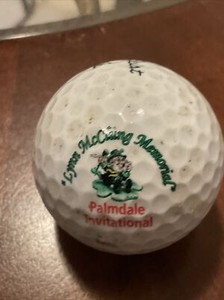 "Lynn McClung Memorial"
Palmdale
Invitational